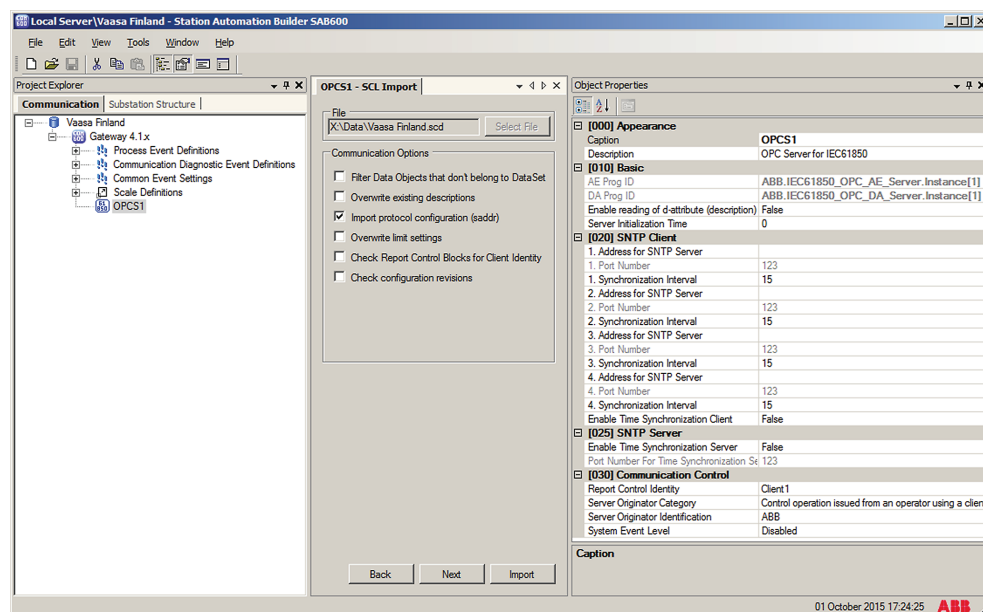 Local Server\Vaasa Finland - Station Automation Builder SAB600
File Edit View Tools Window Help
Project Explorer
Communication Substation Structure
Vaasa Finland
Gateway 4.1.x
Process Event Definitions
Communication Diagnostic Event Definitions
Common Event Settings
Scale Definitions
OPCS1
OPCS1 - SCL Import
File
X:\Data\Vaasa Finland.scd Select File
Communication Options
Filter Data Objects that don't belong to DataSet
Overwrite existing descriptions
Import protocol configuration (saddr)
Overwrite limit settings
Check Report Control Blocks for Client Identity
Check configuration revisions
Back Next Import
Object Properties
[000] Appearance
Caption OPCS1
Description OPC Server for IEC61850
[010] Basic
AE Prog ID ABB.IEC61850_OPC_AE_Server.Instance[1]
DA Prog ID ABB.IEC61850_OPC_DA_Server.Instance[1]
Enable reading of d-attribute (description) False
Server Initialization Time 0
[020] SNTP Client
1. Address for SNTP Server
1. Port Number 123
1. Synchronization Interval 15
2. Address for SNTP Server
2. Port Number 123
2. Synchronization Interval 15
3. Address for SNTP Server
3. Port Number 123
3. Synchronization Interval 15
4. Address for SNTP Server
4. Port Number 123
4. Synchronization Interval 15
Enable Time Synchronization Client False
[025] SNTP Server
Enable Time Synchronization Server False
Port Number For Time Synchronization Se 123
[030] Communication Control
Report Control Identity Client1
Server Originator Category Control operation issued from an operator using a clien
Server Originator Identification ABB
System Event Level Disabled
Caption
01 October 2015 17:24:25 ABB